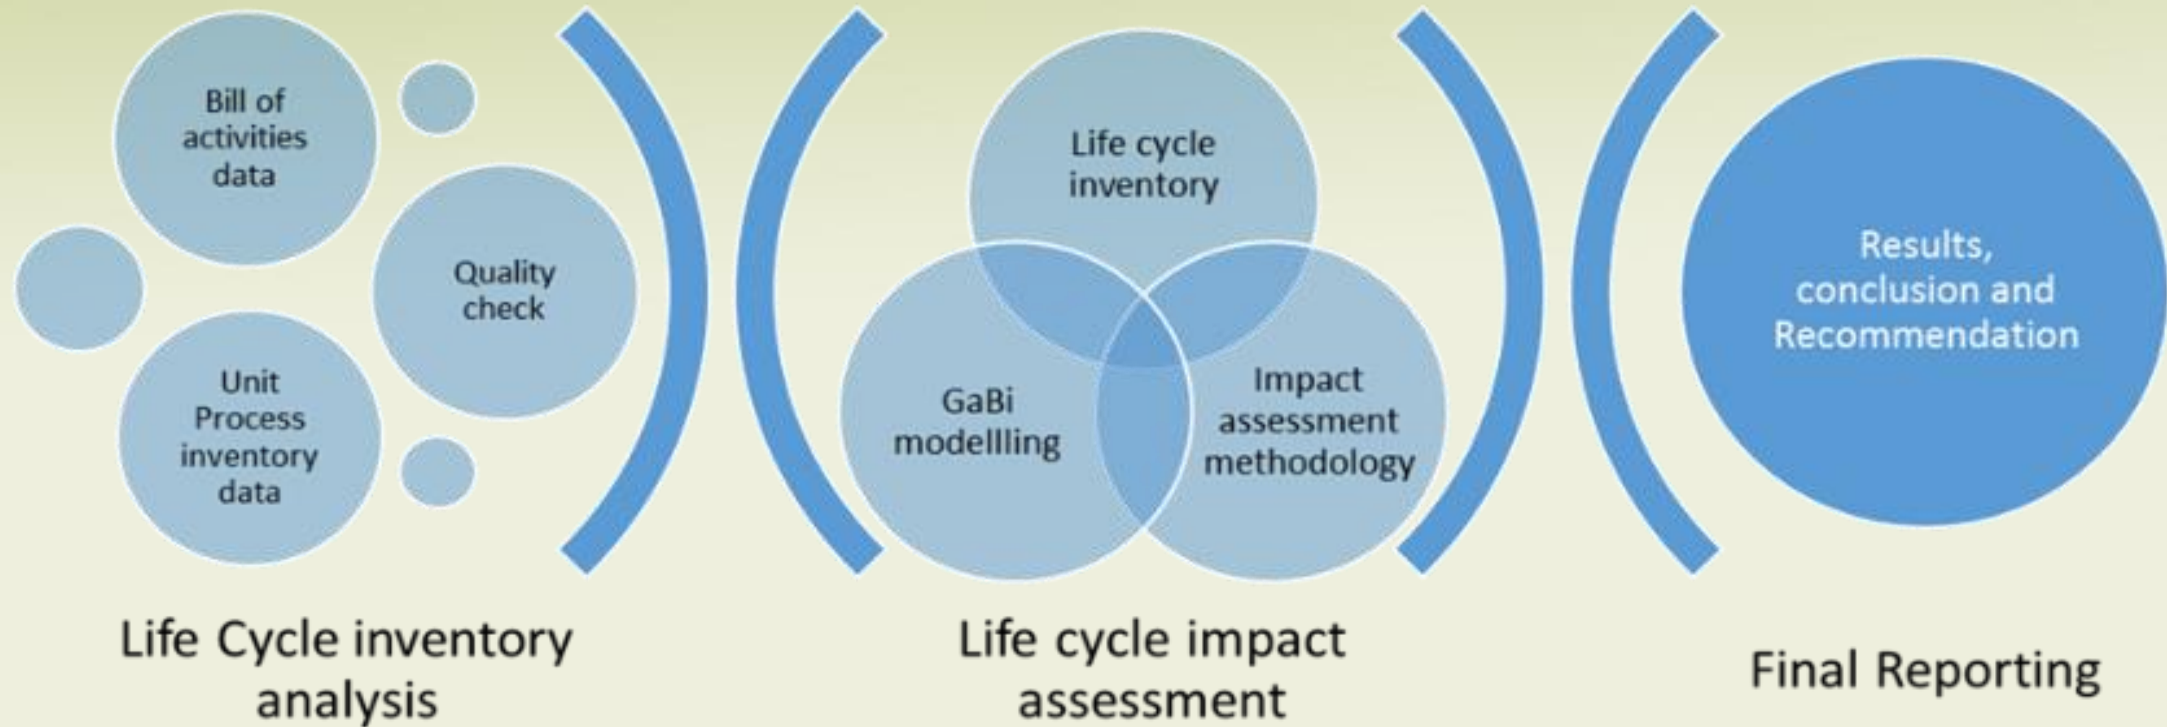 Bill of
activities
data
Quality
check
Unit
Process
inventory
data
Life Cycle inventory
analysis
Life cycle
inventory
GaBi
modellling
Impact
assessment
methodology
Life cycle impact
assessment
Results,
conclusion and
Recommendation
Final Reporting